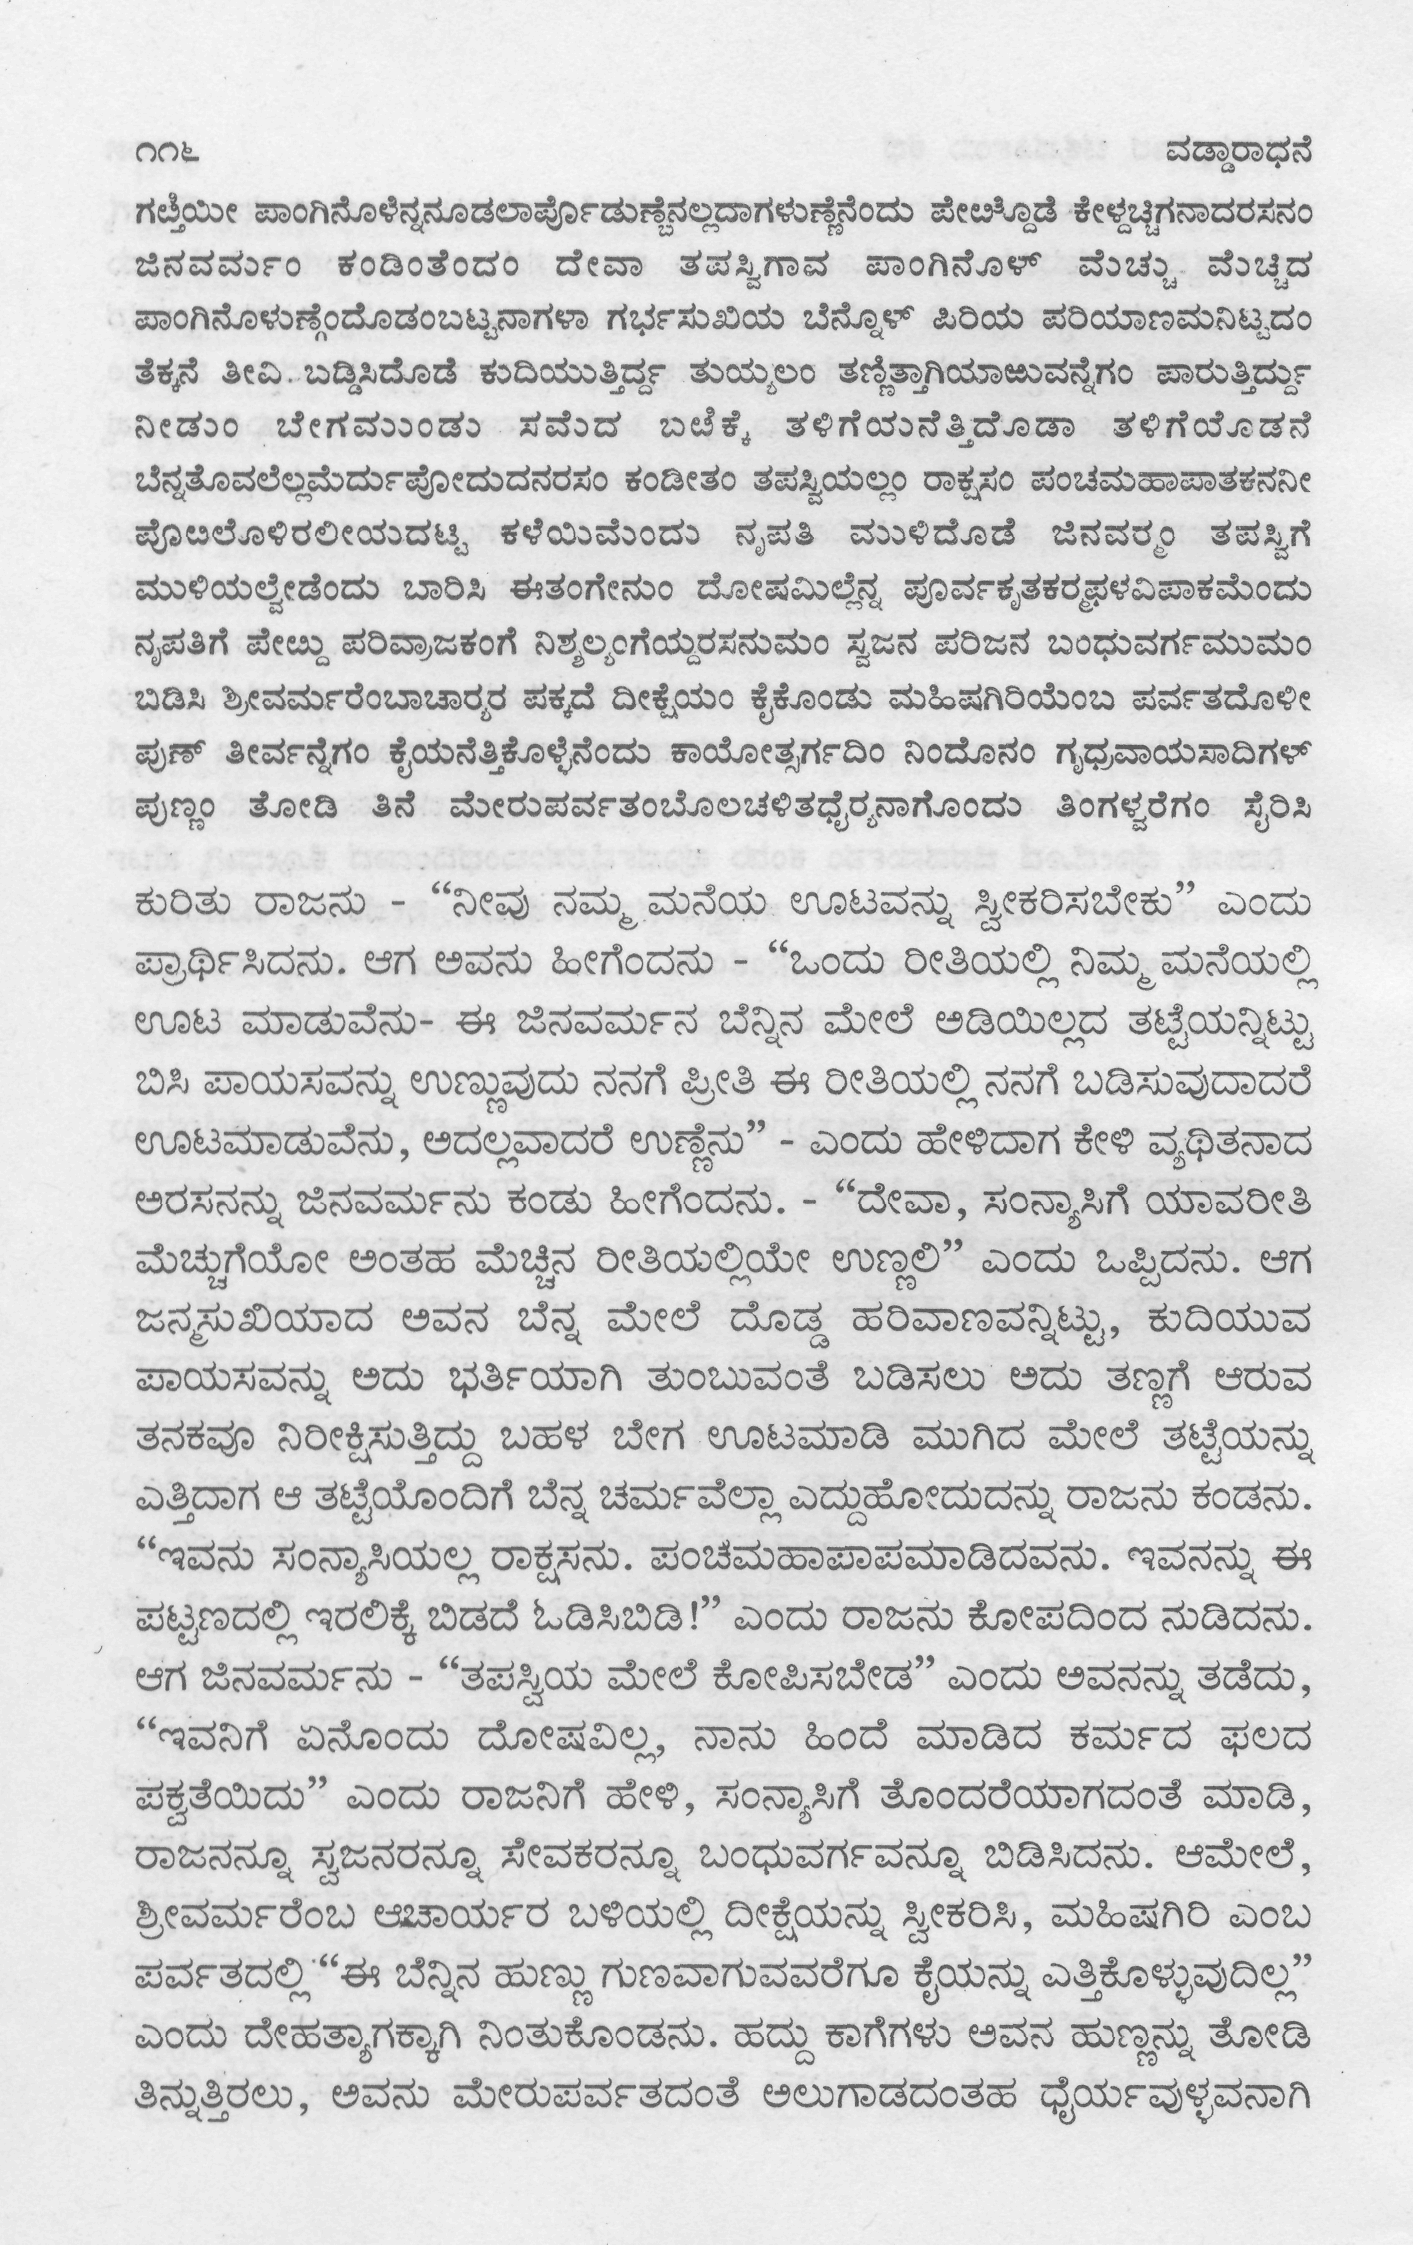 ೧೧೬ ವಡ್ಡಾರಾಧನೆ
ಗೞ್ತಿಯೀ ಪಾಂಗಿನೊಳೆನ್ನನೂಡಲಾರ್ಪೊಡುಣ್ಬೆನಲ್ಲದಾಗಳುಣ್ಣೆನೆಂದು ಪೇೞ್ದೊಡೆ ಕೇಳ್ದಚ್ಚಿಗನಾದರಸನಂ
ಜಿನವರ್ಮಂ ಕಂಡಿಂತೆಂದಂ ದೇವಾ ತಪಸ್ವಿಗಾವ ಪಾಂಗಿನೊಳ್ ಮೆಚ್ಚು ಮೆಚ್ಚಿದ
ಪಾಂಗಿನೊಳುಣ್ಗೆಂದೊಡಂಬಟ್ಟನಾಗಳಾ ಗರ್ಭಸುಖಿಯ ಬೆನ್ನೊಳ್ ಪಿರಿಯ ಪರಿಯಾಣಮನಿಟ್ಟದಂ
ತೆಕ್ಕನೆ ತೀವಿ ಬಡ್ಡಿಸಿದೊಡೆ ಕುದಿಯುತ್ತಿರ್ದ್ದ ತುಯ್ಯಲಂ ತಣ್ಣಿತ್ತಾಗಿಯಾಱುವನ್ನೆಗಂ ಪಾರುತ್ತಿರ್ದ್ದು
ನೀಡುಂ ಬೇಗಮುಂಡು ಸಮೆದ ಬೞಿಕ್ಕೆ ತಳಿಗೆಯನೆತ್ತಿದೊಡಾ ತಳಿಗೆಯೊಡನೆ
ಬೆನ್ನತೊವಲೆಲ್ಲಮೆರ್ದುಪೋದುದನರಸಂ ಕಂಡೀತಂ ತಪಸ್ವಿಯಲ್ಲಂ ರಾಕ್ಷಸಂ ಪಂಚಮಹಾಪಾತಕನನೀ
ಪೊೞಲೊಳಿರಲೀಯದಟ್ಟಿ ಕಳೆಯಿಮೆಂದು ನೃಪತಿ ಮುಳಿದೊಡೆ ಜಿನವರ‍್ಮಂ ತಪಸ್ವಿಗೆ
ಮುಳಿಯಲ್ವೇಡೆಂದು ಬಾರಿಸಿ ಈತಂಗೇನುಂ ದೋಷಮಿಲ್ಲೆನ್ನ ಪೂರ್ವಕೃತಕರ‍್ಮಫಳವಿಪಾಕಮೆಂದು
ನೃಪತಿಗೆ ಪೇೞ್ದು ಪರಿವ್ರಾಜಕಂಗೆ ನಿಶ್ಶಲ್ಯಂಗೆಯ್ದರಸನುಮಂ ಸ್ವಜನ ಪರಿಜನ ಬಂಧುವರ್ಗಮುಮಂ
ಬಿಡಿಸಿ ಶ್ರೀವರ್ಮರೆಂಬಾಚಾರ‍್ಯರ ಪಕ್ಕದೆ ದೀಕ್ಷೆಯಂ ಕೈಕೊಂಡು ಮಹಿಷಗಿರಿಯೆಂಬ ಪರ್ವತದೊಳೀ
ಪುಣ್ ತೀರ್ವನ್ನೆಗಂ ಕೈಯನೆತ್ತಿಕೊಳ್ಳೆನೆಂದು ಕಾಯೋತ್ಸರ್ಗದಿಂ ನಿಂದೊನಂ ಗೃಧ್ರವಾಯಸಾದಿಗಳ್
ಪುಣ್ಣಂ ತೋಡಿ ತಿನೆ ಮೇರುಪರ್ವತಂಬೊಲಚಳಿತಧೈರ‍್ಯನಾಗೊಂದು ತಿಂಗಳ್ವರೆಗಂ ಸೈರಿಸಿ
ಕುರಿತು ರಾಜನು - “ನೀವು ನಮ್ಮ ಮನೆಯ ಊಟವನ್ನು ಸ್ವೀಕರಿಸಬೇಕು” ಎಂದು
ಪ್ರಾರ್ಥಿಸಿದನು. ಆಗ ಅವನು ಹೀಗೆಂದನು - “ಒಂದು ರೀತಿಯಲ್ಲಿ ನಿಮ್ಮ ಮನೆಯಲ್ಲಿ
ಊಟ ಮಾಡುವೆನು- ಈ ಜಿನವರ್ಮನ ಬೆನ್ನಿನ ಮೇಲೆ ಅಡಿಯಿಲ್ಲದ ತಟ್ಟೆಯನ್ನಿಟ್ಟು
ಬಿಸಿ ಪಾಯಸವನ್ನು ಉಣ್ಣುವುದು ನನಗೆ ಪ್ರೀತಿ ಈ ರೀತಿಯಲ್ಲಿ ನನಗೆ ಬಡಿಸುವುದಾದರೆ
ಊಟಮಾಡುವೆನು, ಅದಲ್ಲವಾದರೆ ಉಣ್ಣೆನು” - ಎಂದು ಹೇಳಿದಾಗ ಕೇಳಿ ವ್ಯಥಿತನಾದ
ಅರಸನನ್ನು ಜಿನವರ್ಮನು ಕಂಡು ಹೀಗೆಂದನು. - “ದೇವಾ, ಸಂನ್ಯಾಸಿಗೆ ಯಾವರೀತಿ
ಮೆಚ್ಚುಗೆಯೋ ಅಂತಹ ಮೆಚ್ಚಿನ ರೀತಿಯಲ್ಲಿಯೇ ಉಣ್ಣಲಿ” ಎಂದು ಒಪ್ಪಿದನು. ಆಗ
ಜನ್ಮಸುಖಿಯಾದ ಅವನ ಬೆನ್ನ ಮೇಲೆ ದೊಡ್ಡ ಹರಿವಾಣವನ್ನಿಟ್ಟು, ಕುದಿಯುವ
ಪಾಯಸವನ್ನು ಅದು ಭರ್ತಿಯಾಗಿ ತುಂಬುವಂತೆ ಬಡಿಸಲು ಅದು ತಣ್ಣಗೆ ಆರುವ
ತನಕವೂ ನಿರೀಕ್ಷಿಸುತ್ತಿದ್ದು ಬಹಳ ಬೇಗ ಊಟಮಾಡಿ ಮುಗಿದ ಮೇಲೆ ತಟ್ಟೆಯನ್ನು
ಎತ್ತಿದಾಗ ಆ ತಟ್ಟೆಯೊಂದಿಗೆ ಬೆನ್ನ ಚರ್ಮವೆಲ್ಲಾ ಎದ್ದುಹೋದುದನ್ನು ರಾಜನು ಕಂಡನು.
“ಇವನು ಸಂನ್ಯಾಸಿಯಲ್ಲ ರಾಕ್ಷಸನು. ಪಂಚಮಹಾಪಾಪಮಾಡಿದವನು. ಇವನನ್ನು ಈ
ಪಟ್ಟಣದಲ್ಲಿ ಇರಲಿಕ್ಕೆ ಬಿಡದೆ ಓಡಿಸಿಬಿಡಿ!” ಎಂದು ರಾಜನು ಕೋಪದಿಂದ ನುಡಿದನು.
ಆಗ ಜಿನವರ್ಮನು - “ತಪಸ್ವಿಯ ಮೇಲೆ ಕೋಪಿಸಬೇಡ” ಎಂದು ಅವನನ್ನು ತಡೆದು,
“ಇವನಿಗೆ ಏನೊಂದು ದೋಷವಿಲ್ಲ, ನಾನು ಹಿಂದೆ ಮಾಡಿದ ಕರ್ಮದ ಫಲದ
ಪಕ್ವತೆಯಿದು” ಎಂದು ರಾಜನಿಗೆ ಹೇಳಿ, ಸಂನ್ಯಾಸಿಗೆ ತೊಂದರೆಯಾಗದಂತೆ ಮಾಡಿ,
ರಾಜನನ್ನೂ ಸ್ವಜನರನ್ನೂ ಸೇವಕರನ್ನೂ ಬಂಧುವರ್ಗವನ್ನೂ ಬಿಡಿಸಿದನು. ಆಮೇಲೆ,
ಶ್ರೀವರ್ಮರೆಂಬ ಆಚಾರ್ಯರ ಬಳಿಯಲ್ಲಿ ದೀಕ್ಷೆಯನ್ನು ಸ್ವೀಕರಿಸಿ, ಮಹಿಷಗಿರಿ ಎಂಬ
ಪರ್ವತದಲ್ಲಿ “ಈ ಬೆನ್ನಿನ ಹುಣ್ಣು ಗುಣವಾಗುವವರೆಗೂ ಕೈಯನ್ನು ಎತ್ತಿಕೊಳ್ಳುವುದಿಲ್ಲ”
ಎಂದು ದೇಹತ್ಯಾಗಕ್ಕಾಗಿ ನಿಂತುಕೊಂಡನು. ಹದ್ದು ಕಾಗೆಗಳು ಅವನ ಹುಣ್ಣನ್ನು ತೋಡಿ
ತಿನ್ನುತ್ತಿರಲು, ಅವನು ಮೇರುಪರ್ವತದಂತೆ ಅಲುಗಾಡದಂತಹ ಧೈರ್ಯವುಳ್ಳವನಾಗಿ